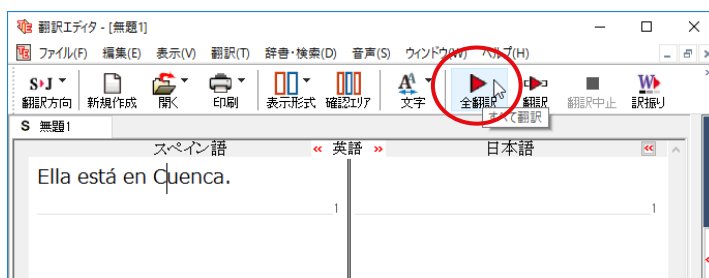 翻訳エディタ - [無題1]
ファイル(F) 編集(E) 表示(V) 翻訳(T) 辞書・検索(D) 音声(S) ウィンドウ(W) ヘルプ(H)
S›J
翻訳方向 新規作成 開く 印刷 表示形式 確認エリア 文字 全翻訳 翻訳 翻訳中止 訳振り
すべて翻訳
S 無題1
スペイン語 « 英語 » 日本語 «
Ella está en Cuenca.
1 1